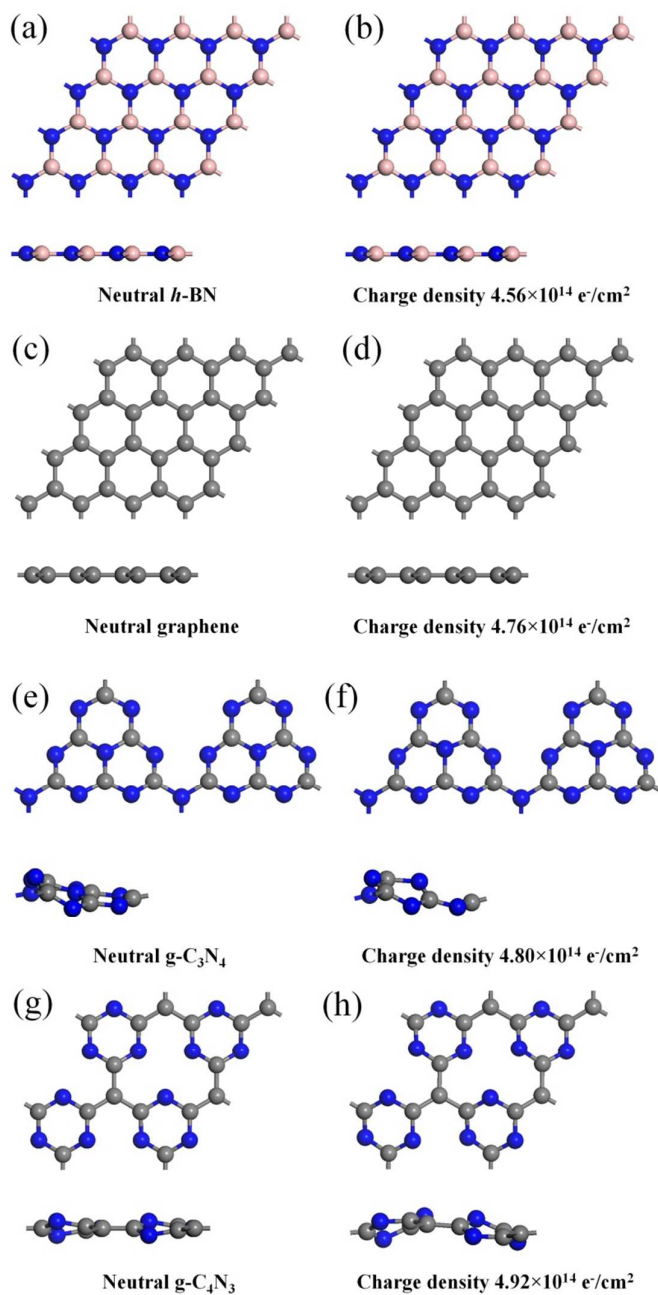 (a) (b)
Neutral h-BN Charge density 4.56×10¹⁴ e⁻/cm²
(c) (d)
Neutral graphene Charge density 4.76×10¹⁴ e⁻/cm²
(e) (f)
Neutral g-C₃N₄ Charge density 4.80×10¹⁴ e⁻/cm²
(g) (h)
Neutral g-C₄N₃ Charge density 4.92×10¹⁴ e⁻/cm²